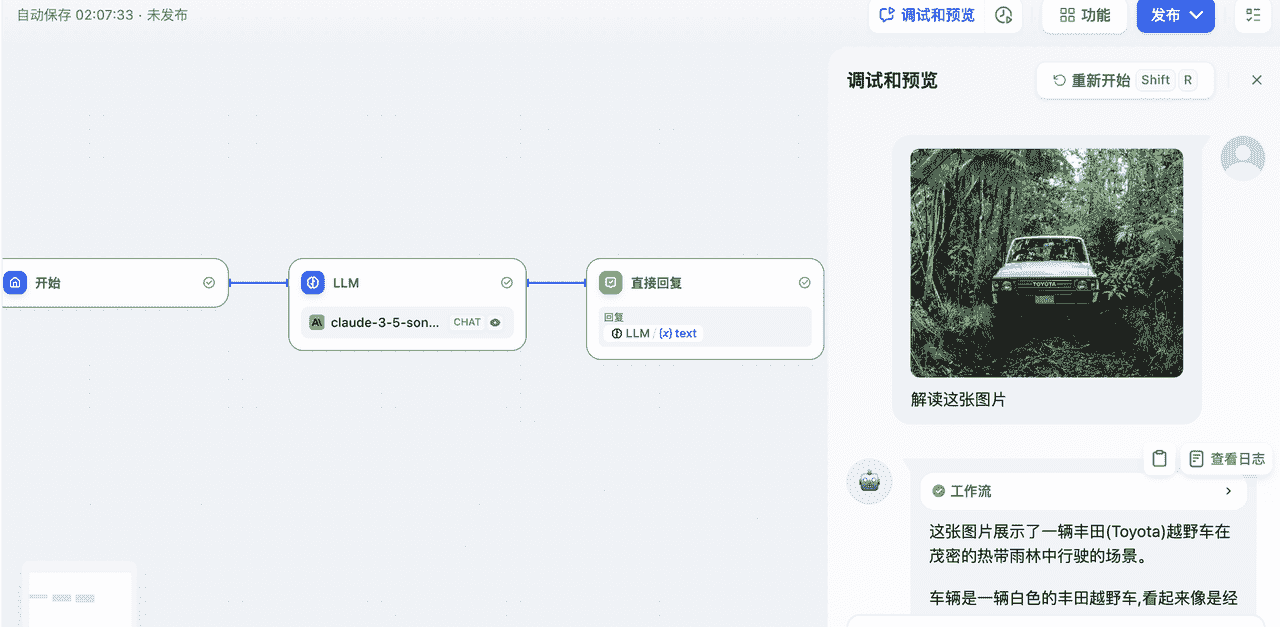 自动保存 02:07:33 · 未发布
调试和预览
功能
发布
调试和预览
重新开始 Shift R
TOYOTA
解读这张图片
开始
LLM
claude-3-5-son... CHAT
直接回复
回复
LLM / {x} text
查看日志
工作流
这张图片展示了一辆丰田(Toyota)越野车在
茂密的热带雨林中行驶的场景。
车辆是一辆白色的丰田越野车,看起来像是经